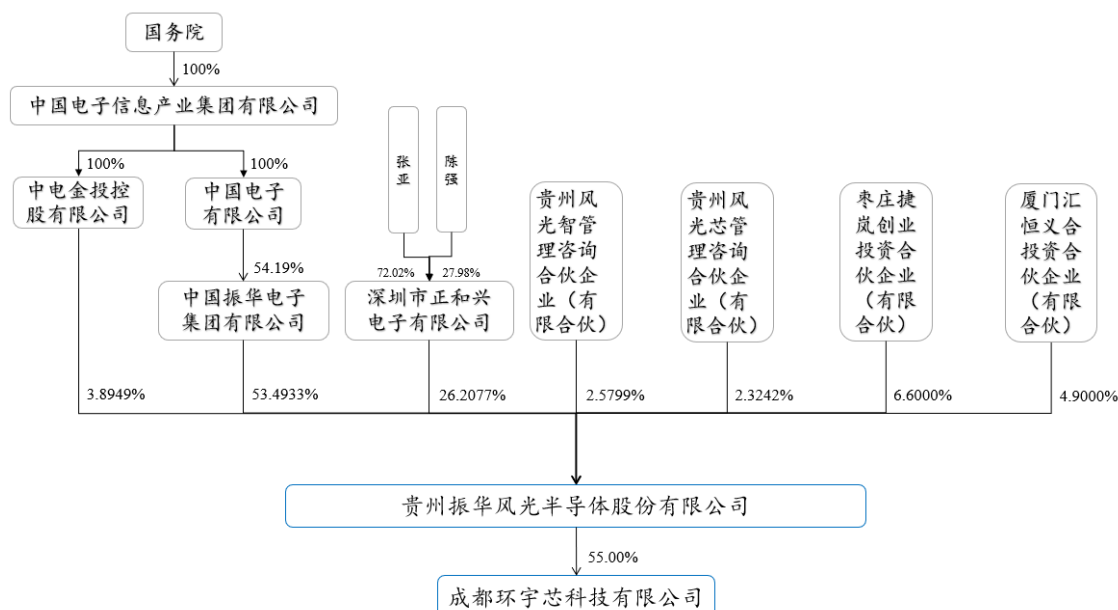 国务院
100%
中国电子信息产业集团有限公司
100%
100%
中电金投控
股有限公司
中国电子
有限公司
张亚
陈强
54.19%
72.02%
27.98%
中国振华电子
集团有限公司
深圳市正和兴
电子有限公司
贵州风
光智管
理咨询
合伙企
业（有
限合伙）
贵州风
光芯管
理咨询
合伙企
业（有
限合伙）
枣庄捷
岚创业
投资合
伙企业
（有限
合伙）
厦门汇
恒义合
投资合
伙企业
（有限
合伙）
3.8949%
53.4933%
26.2077%
2.5799%
2.3242%
6.6000%
4.9000%
贵州振华风光半导体股份有限公司
55.00%
成都环宇芯科技有限公司